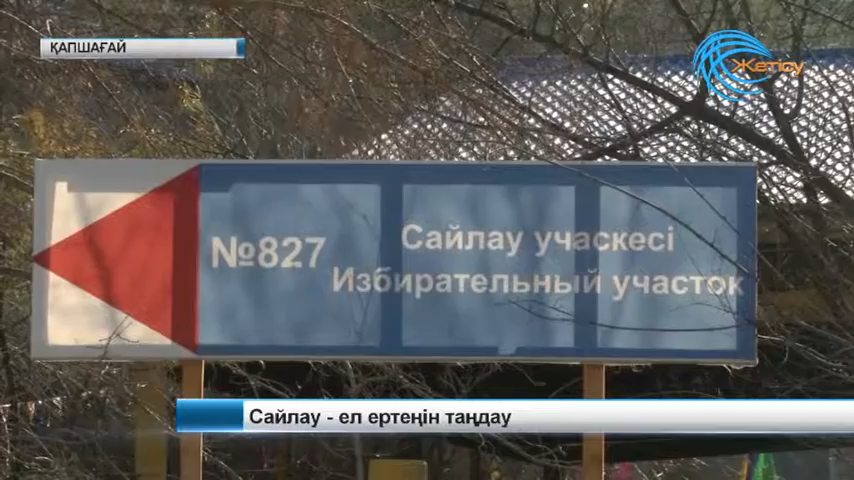 ҚАПШАҒАЙ
Жетісу
№827
Сайлау учаскесі
Избирательный участок
Сайлау - ел ертеңін таңдау